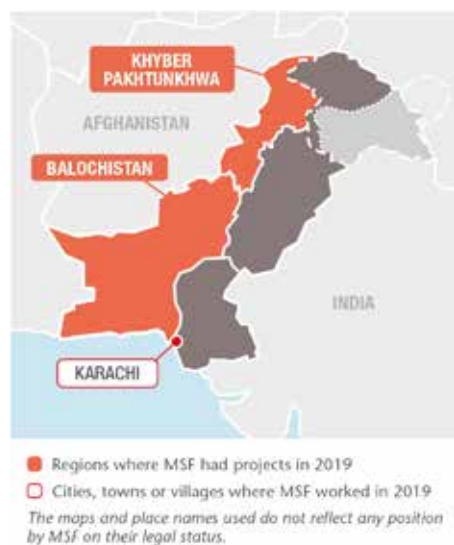 KHYBER
PAKHTUNKHWA
AFGHANISTAN
BALOCHISTAN
INDIA
KARACHI
Regions where MSF had projects in 2019
Cities, towns or villages where MSF worked in 2019
The maps and place names used do not reflect any position
by MSF on their legal status.